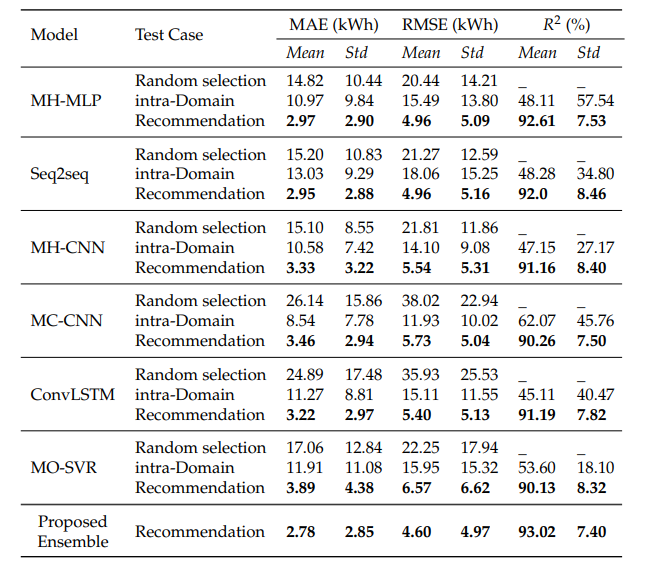 Model Test Case MAE (kWh) RMSE (kWh) R² (%)
Mean Std Mean Std Mean Std
Random selection 14.82 10.44 20.44 14.21 _ _
MH-MLP intra-Domain 10.97 9.84 15.49 13.80 48.11 57.54
Recommendation 2.97 2.90 4.96 5.09 92.61 7.53
Random selection 15.20 10.83 21.27 12.59 _ _
Seq2seq intra-Domain 13.03 9.29 18.06 15.25 48.28 34.80
Recommendation 2.95 2.88 4.96 5.16 92.0 8.46
Random selection 15.10 8.55 21.81 11.86 _ _
MH-CNN intra-Domain 10.58 7.42 14.10 9.08 47.15 27.17
Recommendation 3.33 3.22 5.54 5.31 91.16 8.40
Random selection 26.14 15.86 38.02 22.94 _ _
MC-CNN intra-Domain 8.54 7.78 11.93 10.02 62.07 45.76
Recommendation 3.46 2.94 5.73 5.04 90.26 7.50
Random selection 24.89 17.48 35.93 25.53 _ _
ConvLSTM intra-Domain 11.27 8.81 15.11 11.55 45.11 40.47
Recommendation 3.22 2.97 5.40 5.13 91.19 7.82
Random selection 17.06 12.84 22.25 17.94 _ _
MO-SVR intra-Domain 11.91 11.08 15.95 15.32 53.60 18.10
Recommendation 3.89 4.38 6.57 6.62 90.13 8.32
Proposed
Ensemble Recommendation 2.78 2.85 4.60 4.97 93.02 7.40